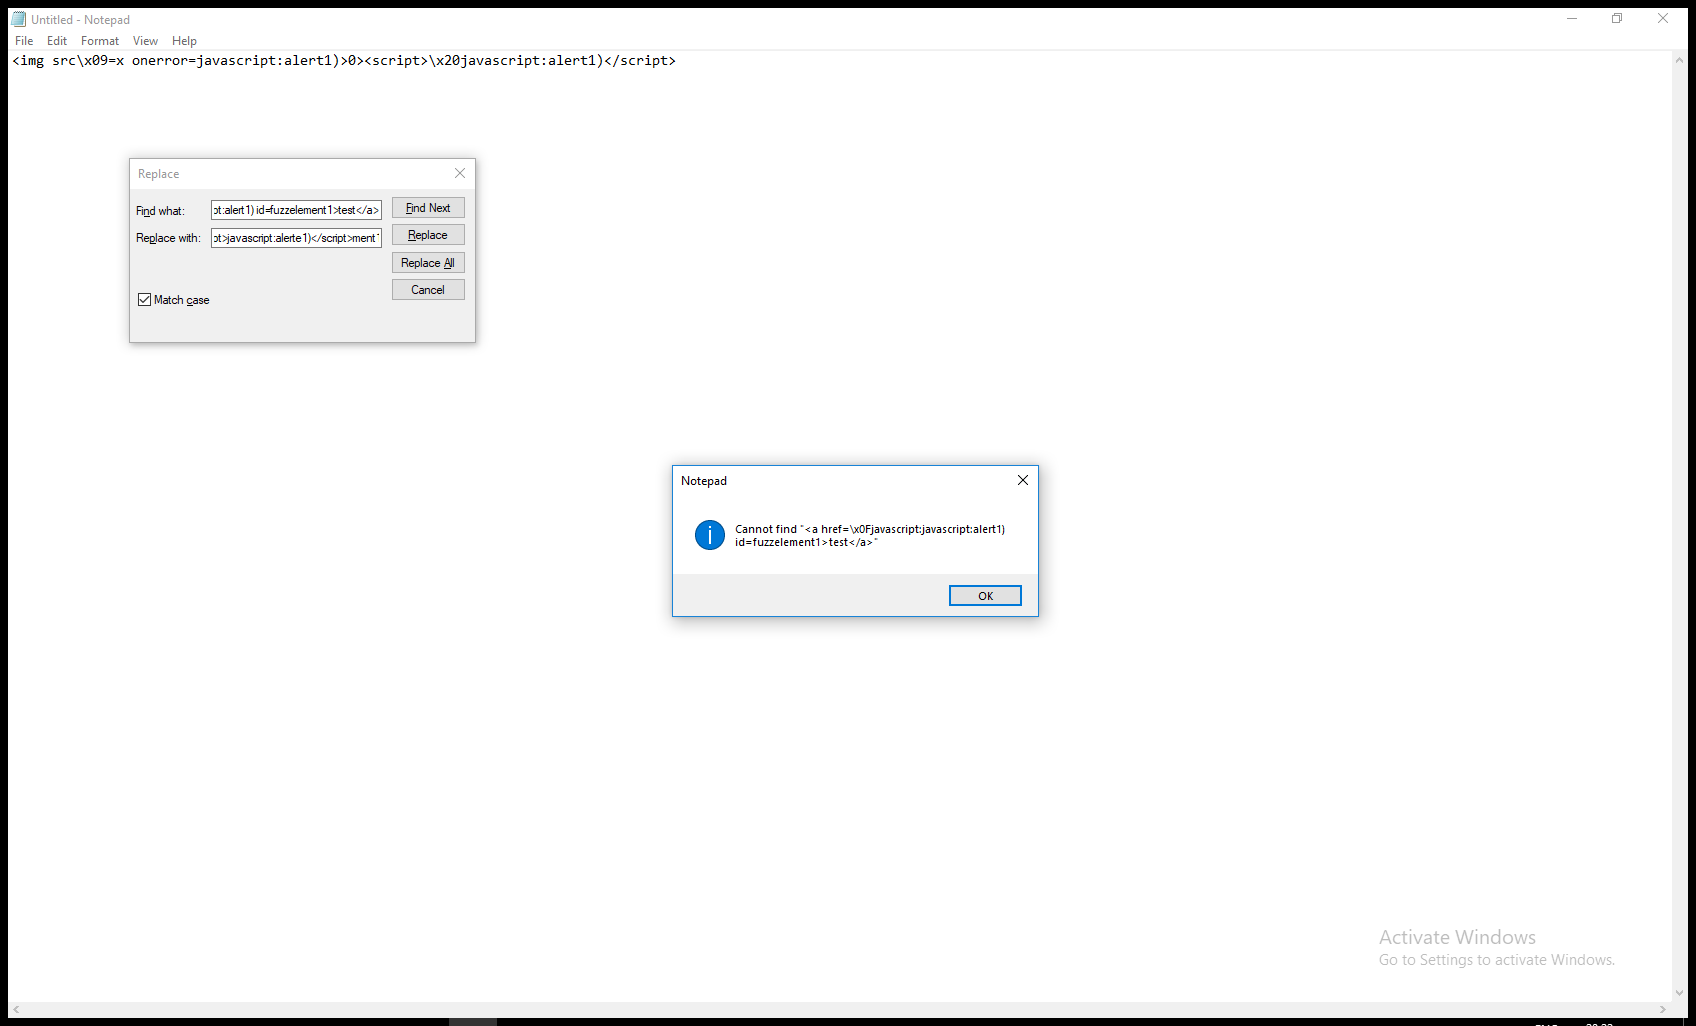 Untitled - Notepad
File Edit Format View Help
<img src\x09=x onerror=javascript:alert1)>0><script>\x20javascript:alert1)</script>
Replace
Find what: pt:alert1) id=fuzzelement1>test</a> Find Next
Replace with: pt>javascript:alerte1)</script>ment Replace
Replace All
Cancel
Match case
Notepad
Cannot find "<a href=\x0Fjavascript:javascript:alert1)
id=fuzzelement1>test</a>"
OK
Activate Windows
Go to Settings to activate Windows.